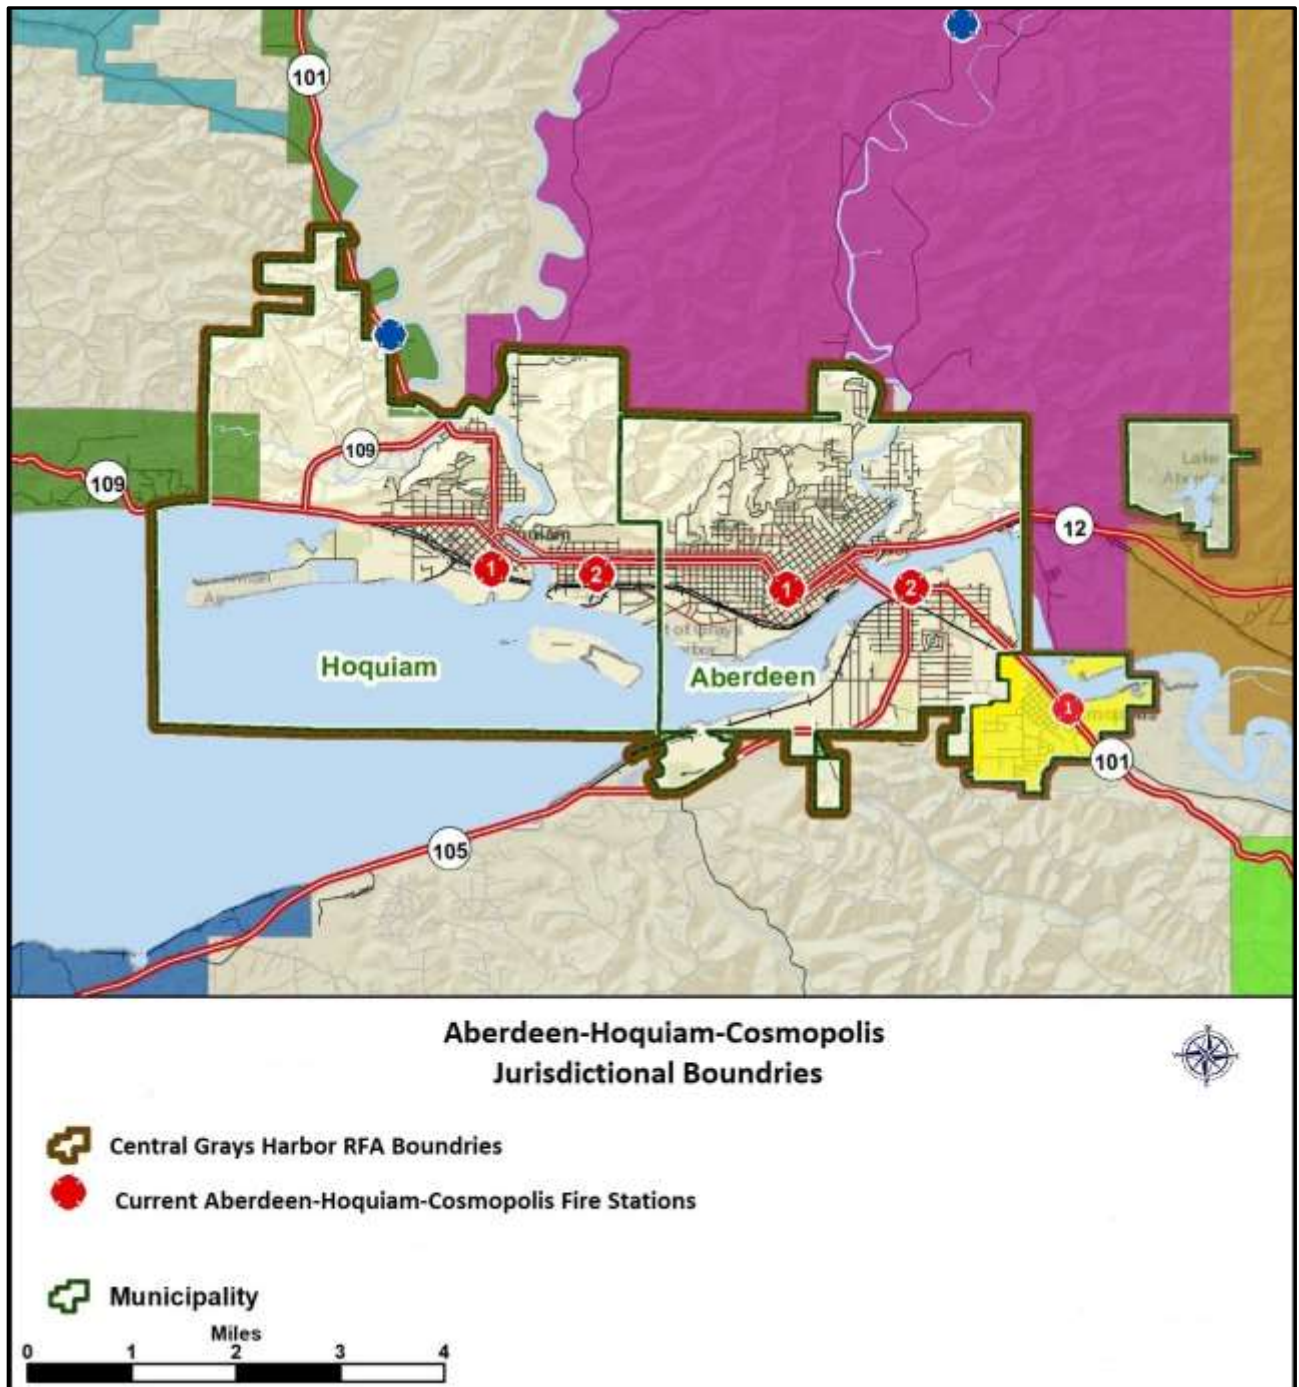 101
109
109
12
1
2
1
2
Lake
Hoquiam
Aberdeen
1
101
105
Aberdeen-Hoquiam-Cosmopolis
Jurisdictional Boundries
Central Grays Harbor RFA Boundries
Current Aberdeen-Hoquiam-Cosmopolis Fire Stations
Municipality
Miles
0 1 2 3 4